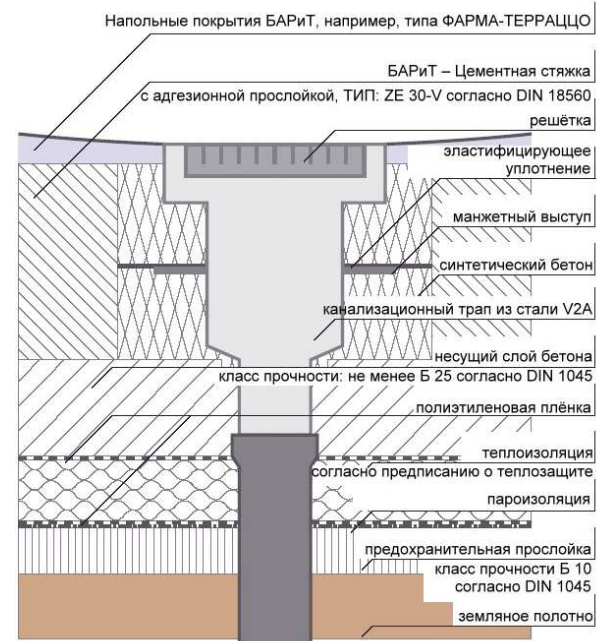 Напольные покрытия БАРиТ, например, типа ФАРМА-ТЕРРАЦЦО
БАРиТ – Цементная стяжка
с адгезионной прослойкой, ТИП: ZE 30-V согласно DIN 18560
решётка
эластифицирующее
уплотнение
манжетный выступ
синтетический бетон
канализационный трап из стали V2A
несущий слой бетона
класс прочности: не менее Б 25 согласно DIN 1045
полиэтиленовая плёнка
теплоизоляция
согласно предписанию о теплозащите
пароизоляция
предохранительная прослойка
класс прочности Б 10
согласно DIN 1045
земляное полотно